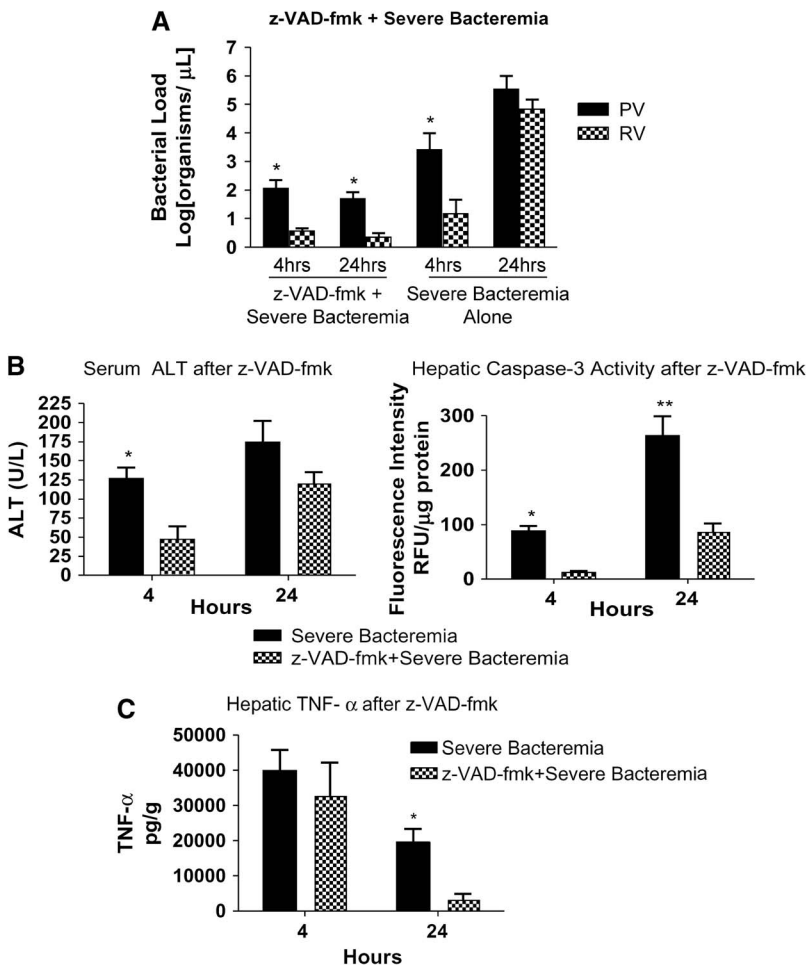 A
z-VAD-fmk + Severe Bacteremia
Bacterial Load
Log[organisms/ μL]
7
6
5
4
3
2
1
0
*
*
*
PV
RV
4hrs 24hrs 4hrs 24hrs
z-VAD-fmk + Severe Bacteremia
Severe Bacteremia Alone
B
Serum ALT after z-VAD-fmk
ALT (U/L)
225
200
175
150
125
100
75
50
25
0
*
4 24
Hours
Hepatic Caspase-3 Activity after z-VAD-fmk
Fluorescence Intensity
RFU/μg protein
300
200
100
0
*
**
4 24
Hours
Severe Bacteremia
z-VAD-fmk+Severe Bacteremia
C
Hepatic TNF- α after z-VAD-fmk
TNF-α
pg/g
50000
40000
30000
20000
10000
0
*
Severe Bacteremia
z-VAD-fmk+Severe Bacteremia
4 24
Hours